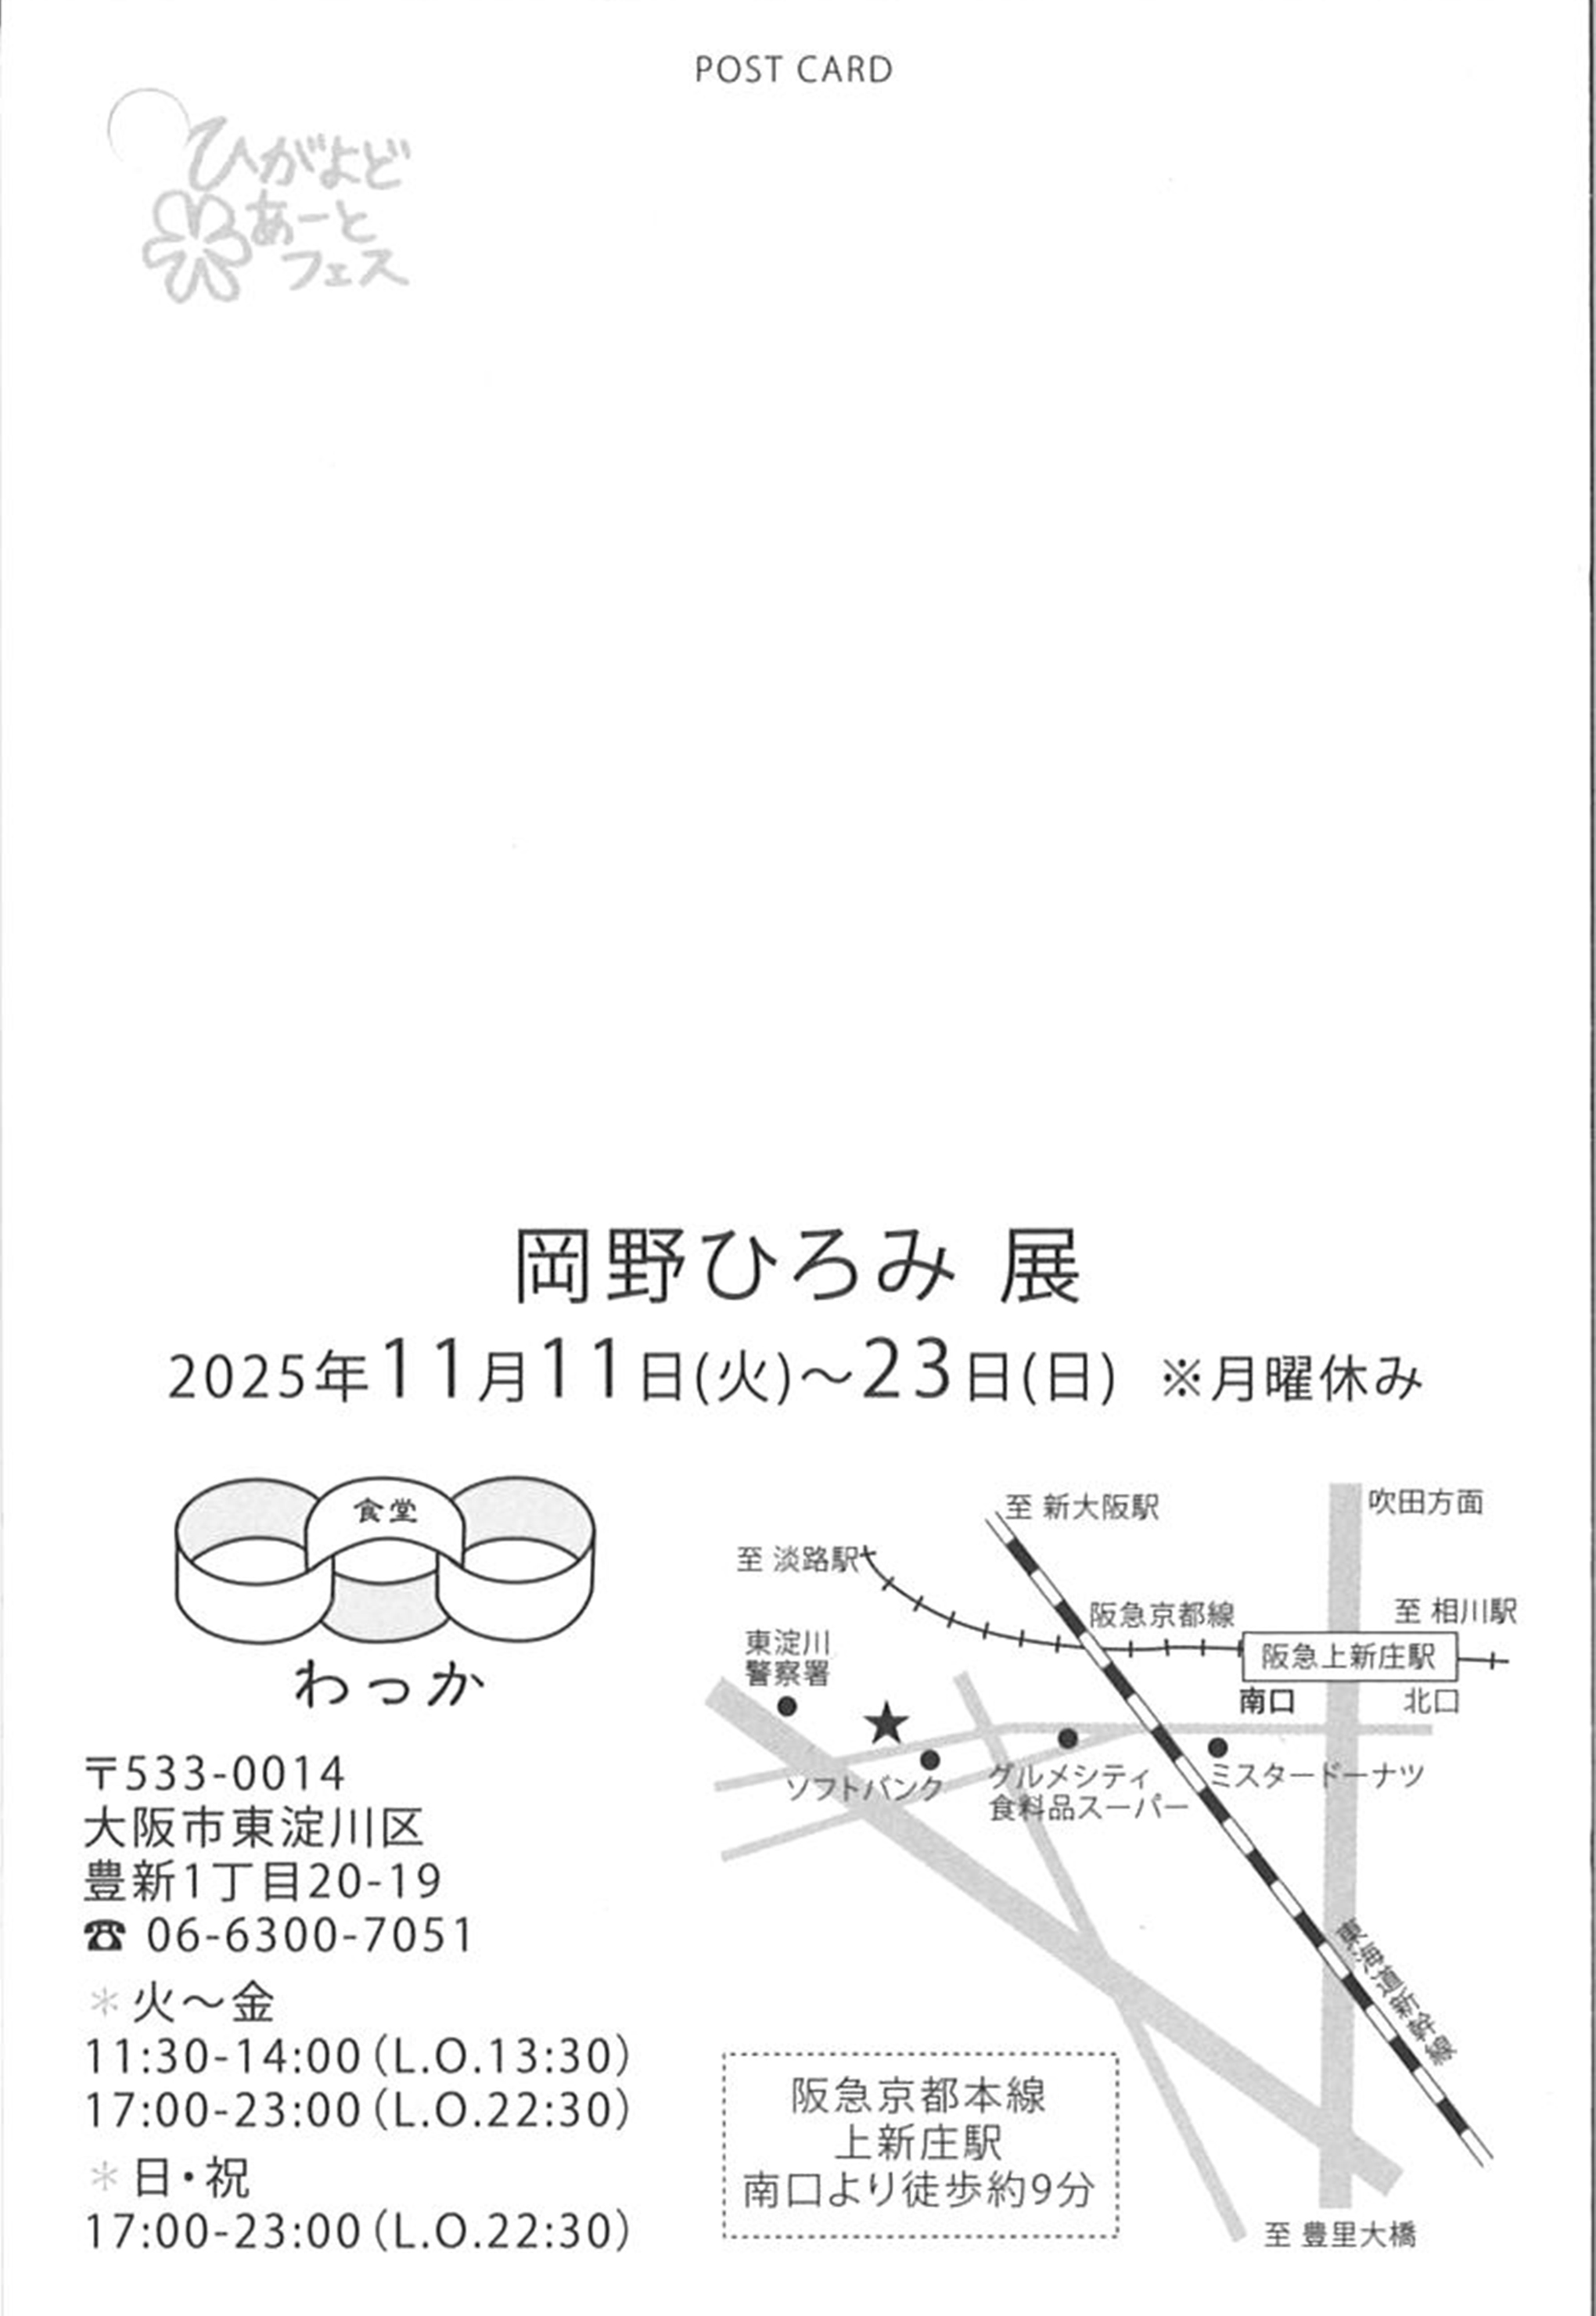 POST CARD
ひがよど
あーと
フェス
岡野ひろみ 展
2025年11月11日(火)～23日(日) ※月曜休み
食堂
わっか
〒533-0014
大阪市東淀川区
豊新1丁目20-19
☎ 06-6300-7051
＊火～金
11:30-14:00(L.O.13:30)
17:00-23:00(L.O.22:30)
＊日・祝
17:00-23:00(L.O.22:30)
至 新大阪駅
吹田方面
至 淡路駅
阪急京都線
至 相川駅
阪急上新庄駅
南口
北口
東淀川
警察署
★
ソフトバンク
グルメシティ
食料品スーパー
ミスタードーナツ
東海道新幹線
至 豊里大橋
阪急京都本線
上新庄駅
南口より徒歩約9分